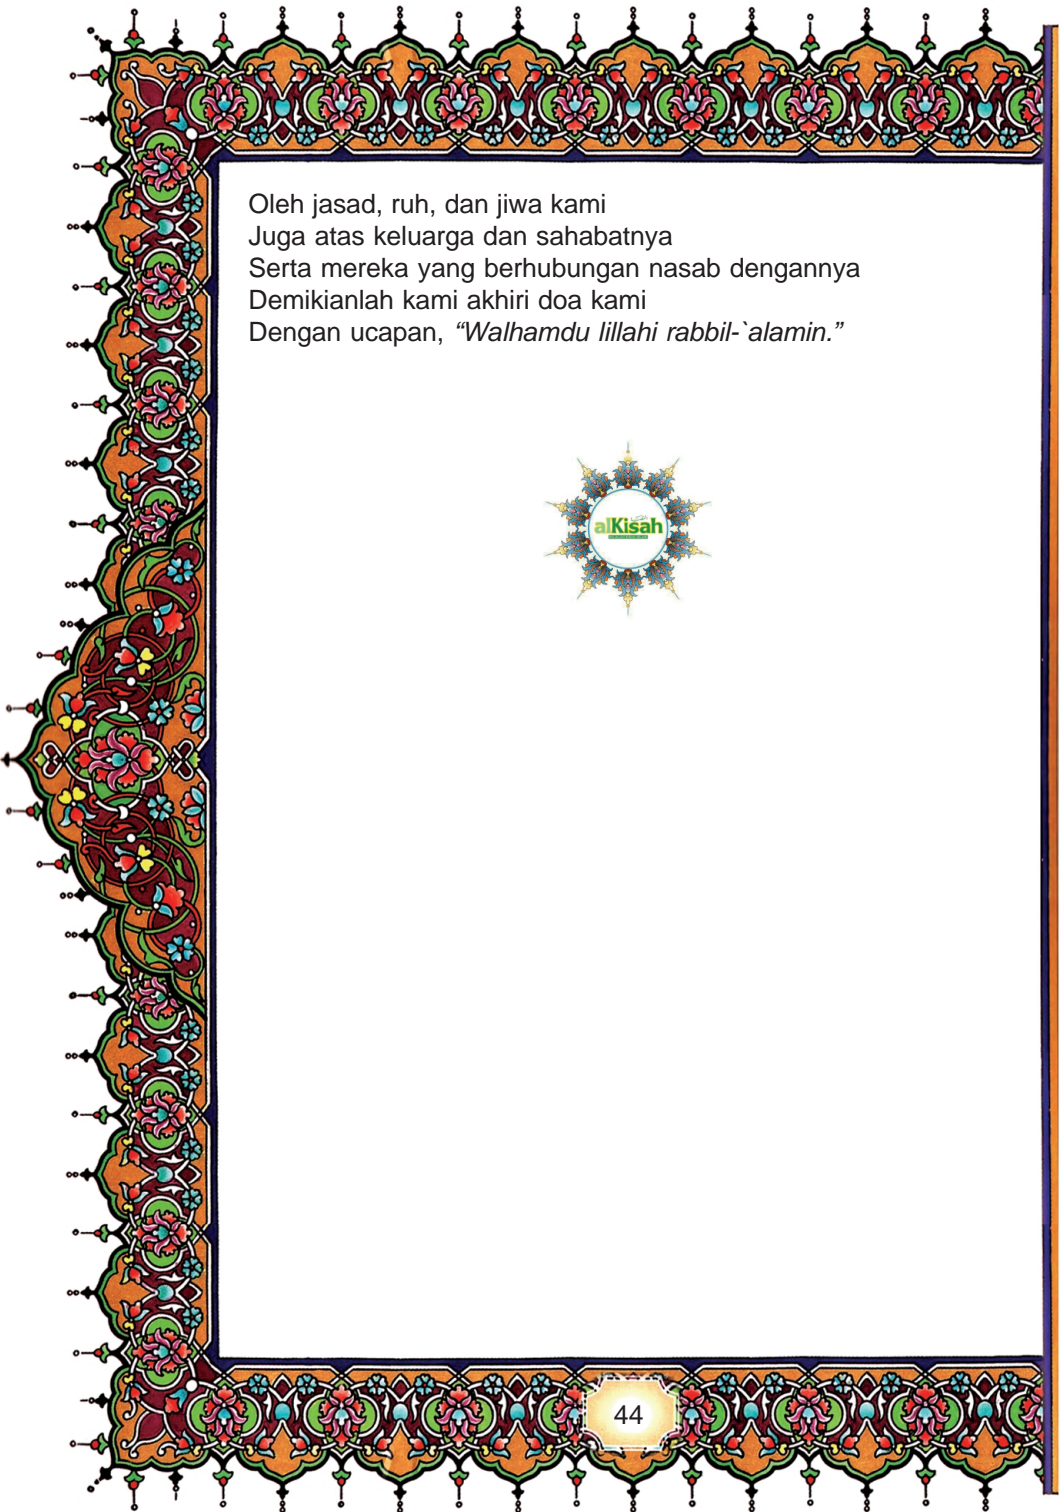 Oleh jasad, ruh, dan jiwa kami
Juga atas keluarga dan sahabatnya
Serta mereka yang berhubungan nasab dengannya
Demikianlah kami akhiri doa kami
Dengan ucapan, “Walhamdu lillahi rabbil-`alamin.”
alKisah
44